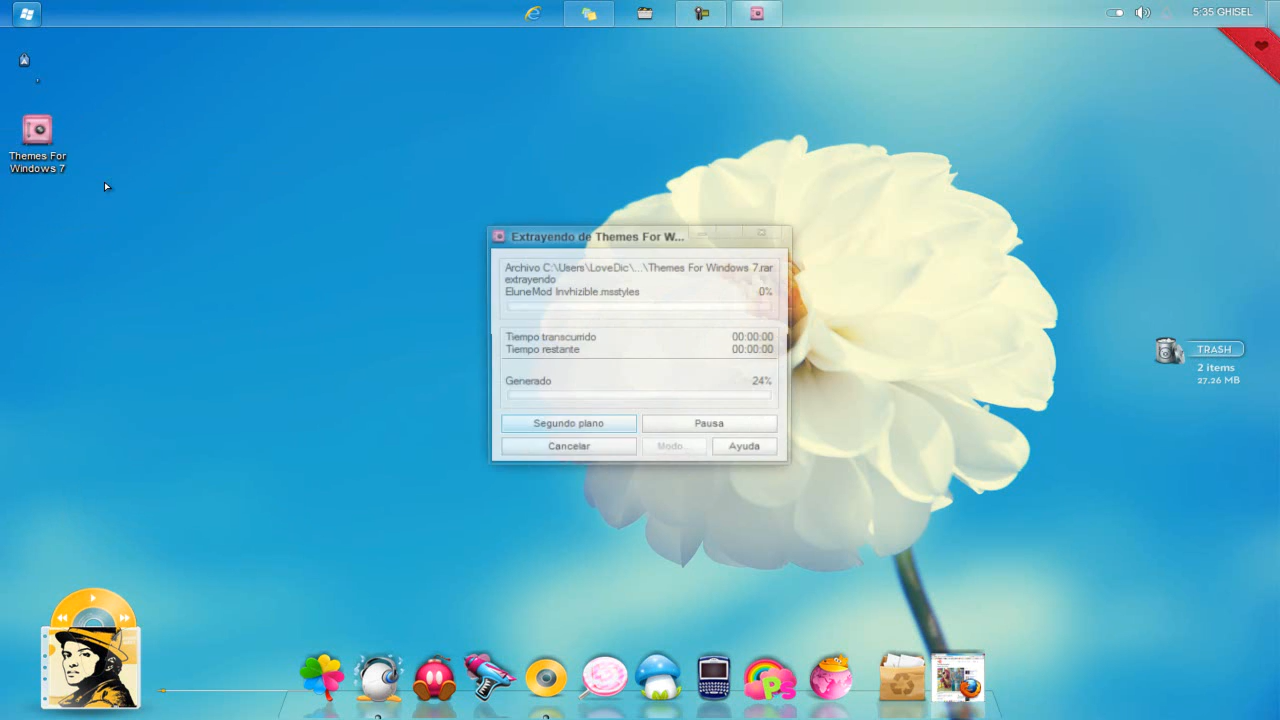 5:35 GHISEL
Themes For
Windows 7
Extrayendo de Themes For W...
Archivo C:\Users\LoveDic\...\Themes For Windows 7.rar
extrayendo
EluneMod Invhizible.msstyles 0%
Tiempo transcurrido 00:00:00
Tiempo restante 00:00:00
Generado 24%
Segundo plano Pausa
Cancelar Modo... Ayuda
TRASH
2 items
27.26 MB
PS